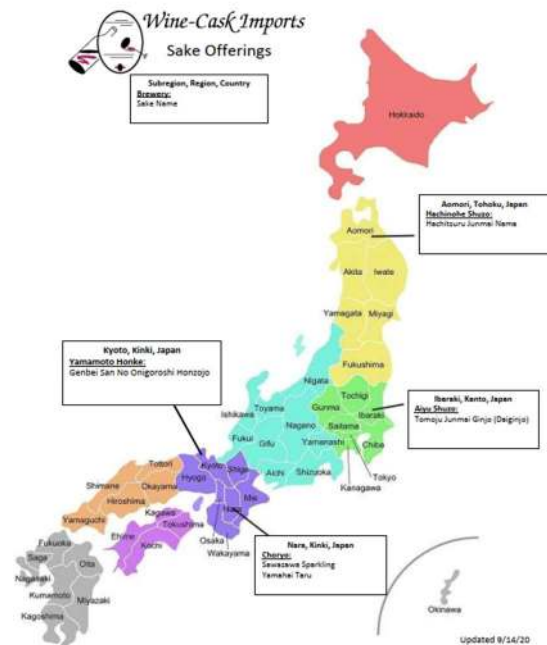 Wine-Cask Imports
Sake Offerings
Subregion, Region, Country
Brewery:
Sake Name
Hokkaido
Aomori, Tohoku, Japan
Hachinohe Shuzo:
Hachitsuru Junmai Nama
Aomori
Akita
Iwate
Yamagata
Miyagi
Fukushima
Kyoto, Kinki, Japan
Yamamoto Honke:
Genbei San No Onigoroshi Honzojo
Ibaraki, Kanto, Japan
Aiyu Shuzo:
Tomoju Junmai Ginjo (Daiginjo)
Nigata
Tochigi
Toyama
Gunma
Ibaraki
Ishikawa
Nagano
Saitama
Fukui
Gifu
Yamanashi
Chiba
Aichi
Shizuoka
Tokyo
Kanagawa
Tottori
Kyoto
Shiga
Shimane
Okayama
Hyogo
Hiroshima
Mie
Yamaguchi
Kagawa
Nara
Tokushima
Ehime
Kochi
Osaka
Wakayama
Nara, Kinki, Japan
Choryo:
Sawasawa Sparkling
Yamahai Taru
Fukuoka
Saga
Oita
Nagasaki
Kumamoto
Miyazaki
Kagoshima
Okinawa
Updated 9/14/20